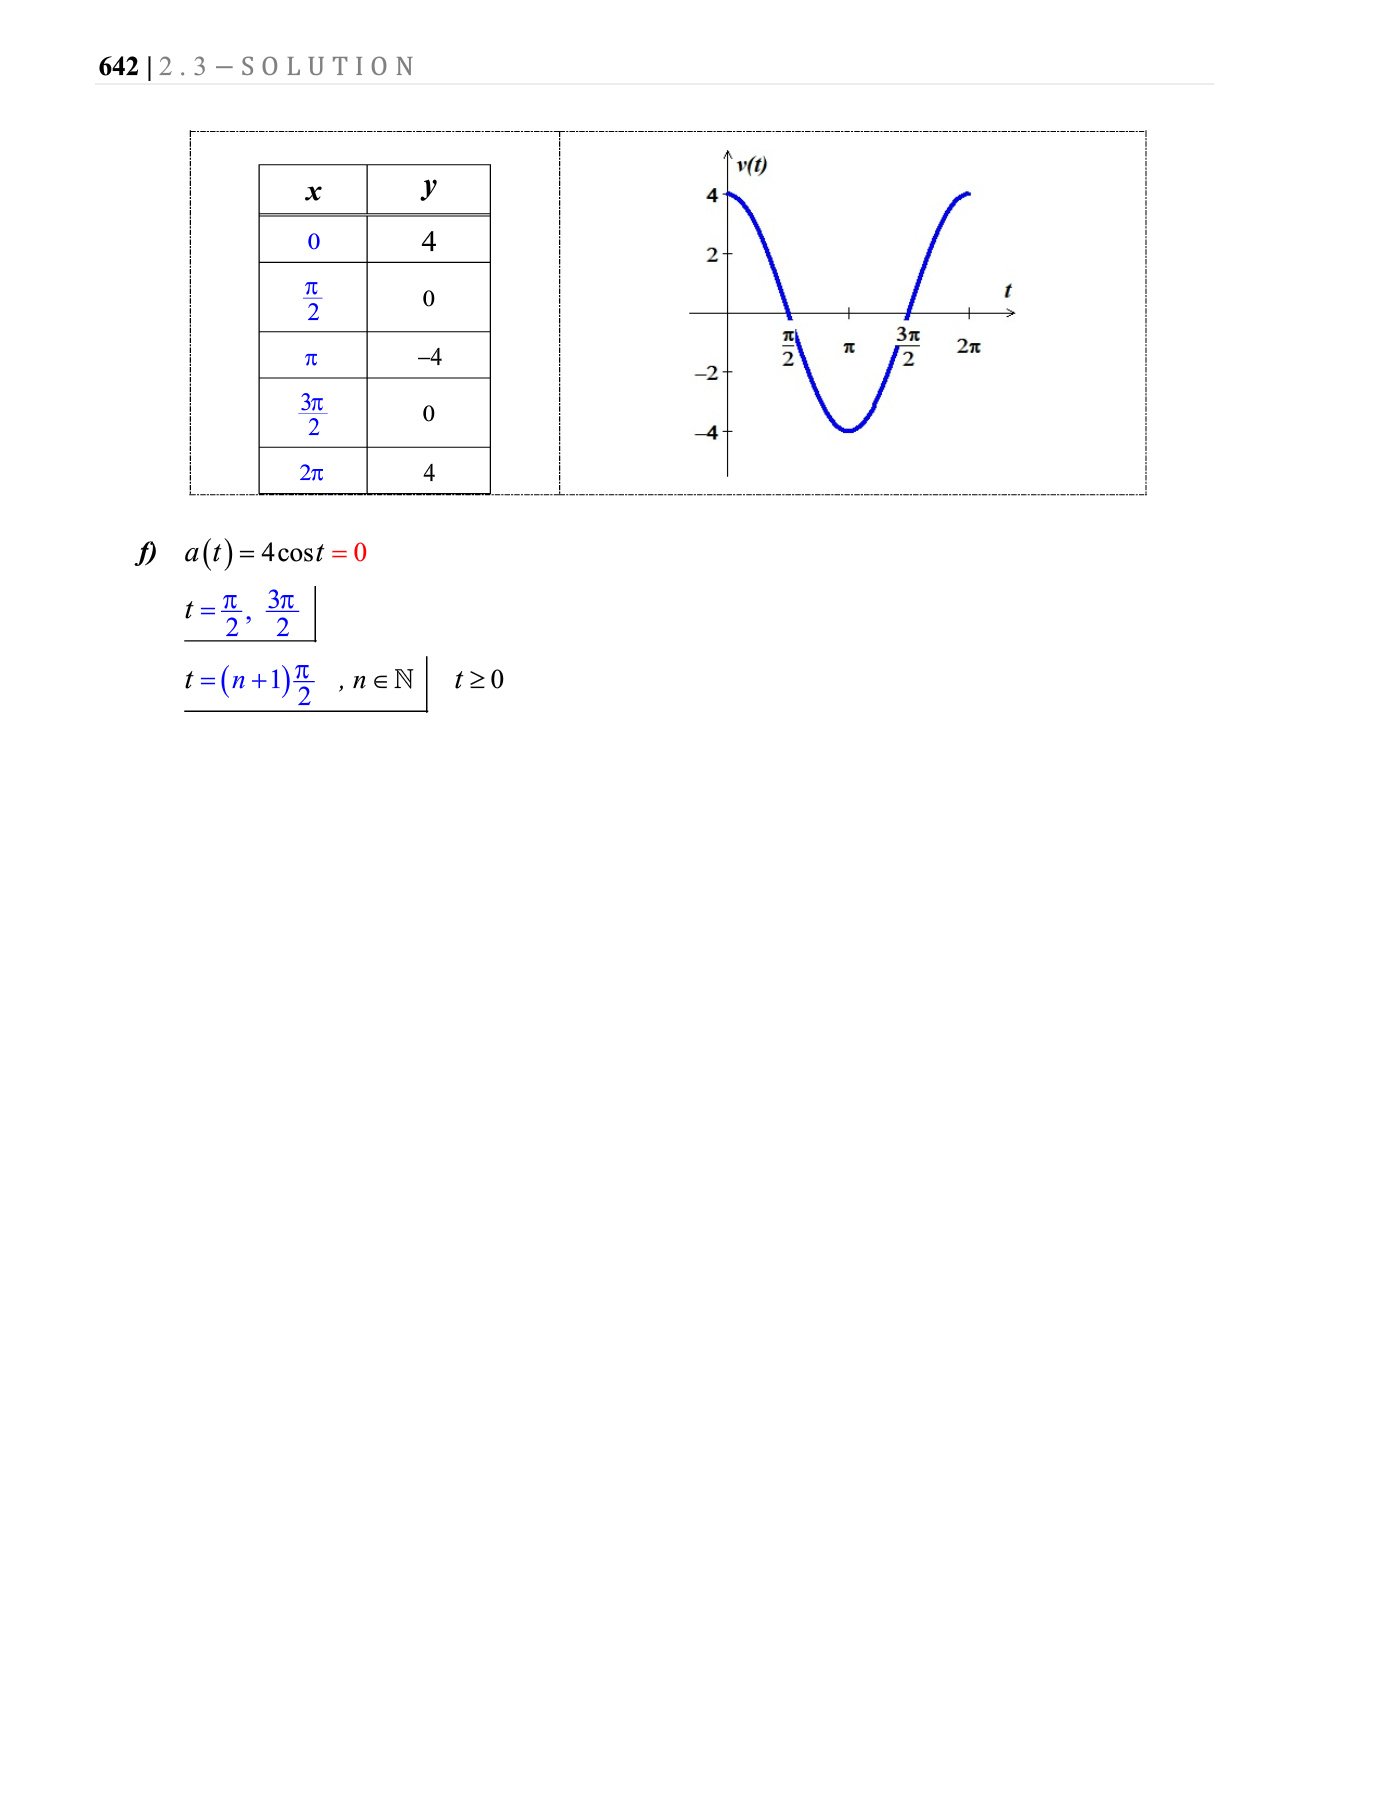 642 | 2.3 – SOLUTION
x y
0 4
π/2 0
π –4
3π/2 0
2π 4
v(t)
4
2
t
π/2 π 3π/2 2π
–2
–4
f) a(t) = 4cos t = 0
t = π/2, 3π/2
t = (n+1)π/2 , n ∈ ℕ t ≥ 0